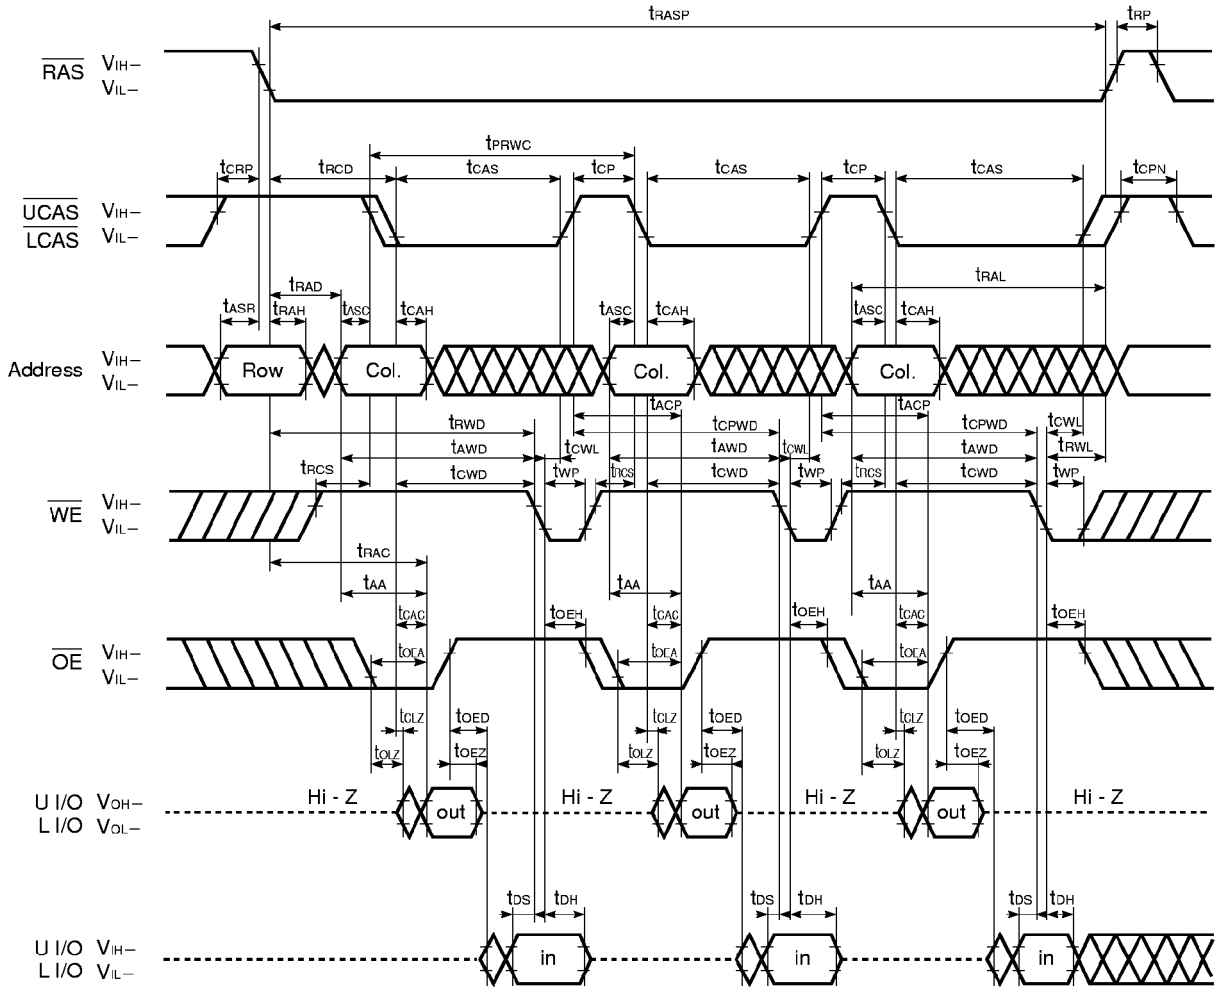 tRASP tRP
RAS VIH–
VIL–
tPRWC
tCRP tRCD tCAS tCP tCAS tCP tCAS tCPN
UCAS VIH–
LCAS VIL–
tRAD tRAL
tASR tRAH tASC tCAH tASC tCAH tASC tCAH
Address VIH–
VIL–
Row Col. Col. Col.
tACP tACP
tRWD tCPWD tCPWD tCWL
tAWD tCWL tAWD tCWL tAWD tRWL
tRCS tCWD tWP tRCS tCWD tWP tRCS tCWD tWP
WE VIH–
VIL–
tRAC
tAA tAA tAA
tCAC tOEH tCAC tOEH tCAC tOEH
OE VIH–
VIL–
tOEA tOEA tOEA
tCLZ tOED tCLZ tOED tCLZ tOED
tOLZ tOEZ tOLZ tOEZ tOLZ tOEZ
U I/O VOH–
L I/O VOL–
Hi - Z out Hi - Z out Hi - Z out Hi - Z
tDS tDH tDS tDH tDS tDH
U I/O VIH–
L I/O VIL–
in in in